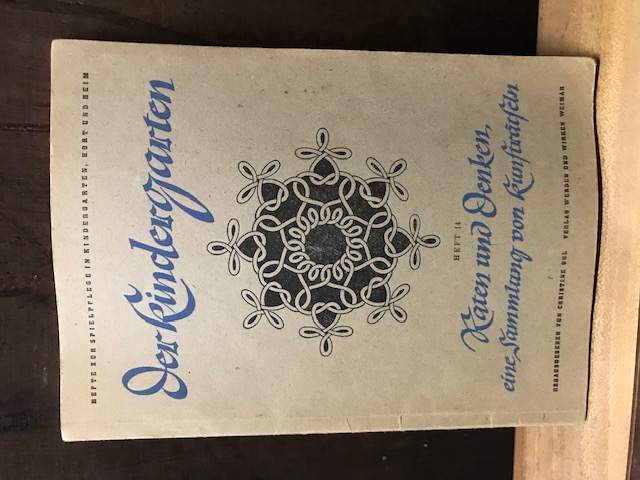 HEFTE ZUR SPIELPFLEGE IN KINDERGARTEN, HORT UND HEIM
Der Kindergarten
HEFT 14
Raten und Denken,
eine Sammlung von Kunsträtseln
HERAUSGEGEBEN VON CHRISTINE UHL VERLAG WERDEN UND WIRKEN WEIMAR